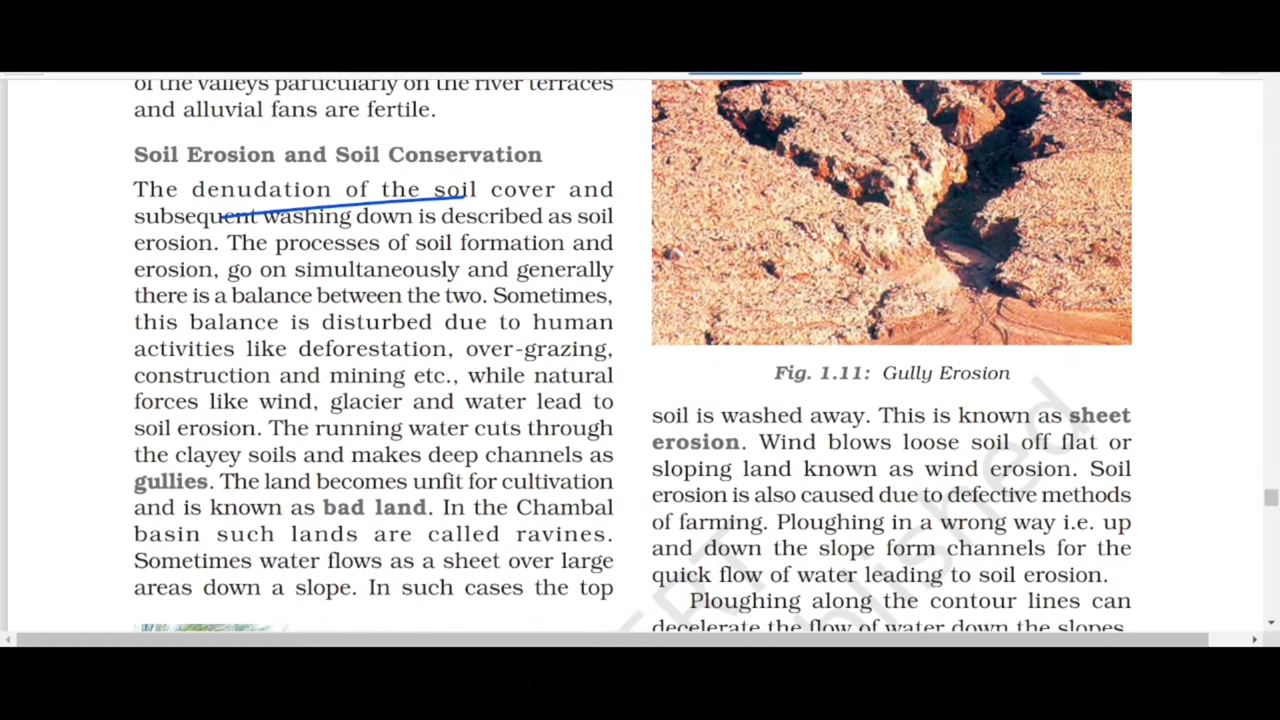 of the valleys particularly on the river terraces
and alluvial fans are fertile.
Soil Erosion and Soil Conservation
The denudation of the soil cover and
subsequent washing down is described as soil
erosion. The processes of soil formation and
erosion, go on simultaneously and generally
there is a balance between the two. Sometimes,
this balance is disturbed due to human
activities like deforestation, over-grazing,
construction and mining etc., while natural
forces like wind, glacier and water lead to
soil erosion. The running water cuts through
the clayey soils and makes deep channels as
gullies. The land becomes unfit for cultivation
and is known as bad land. In the Chambal
basin such lands are called ravines.
Sometimes water flows as a sheet over large
areas down a slope. In such cases the top
Fig. 1.11: Gully Erosion
soil is washed away. This is known as sheet
erosion. Wind blows loose soil off flat or
sloping land known as wind erosion. Soil
erosion is also caused due to defective methods
of farming. Ploughing in a wrong way i.e. up
and down the slope form channels for the
quick flow of water leading to soil erosion.
Ploughing along the contour lines can
decelerate the flow of water down the slopes.